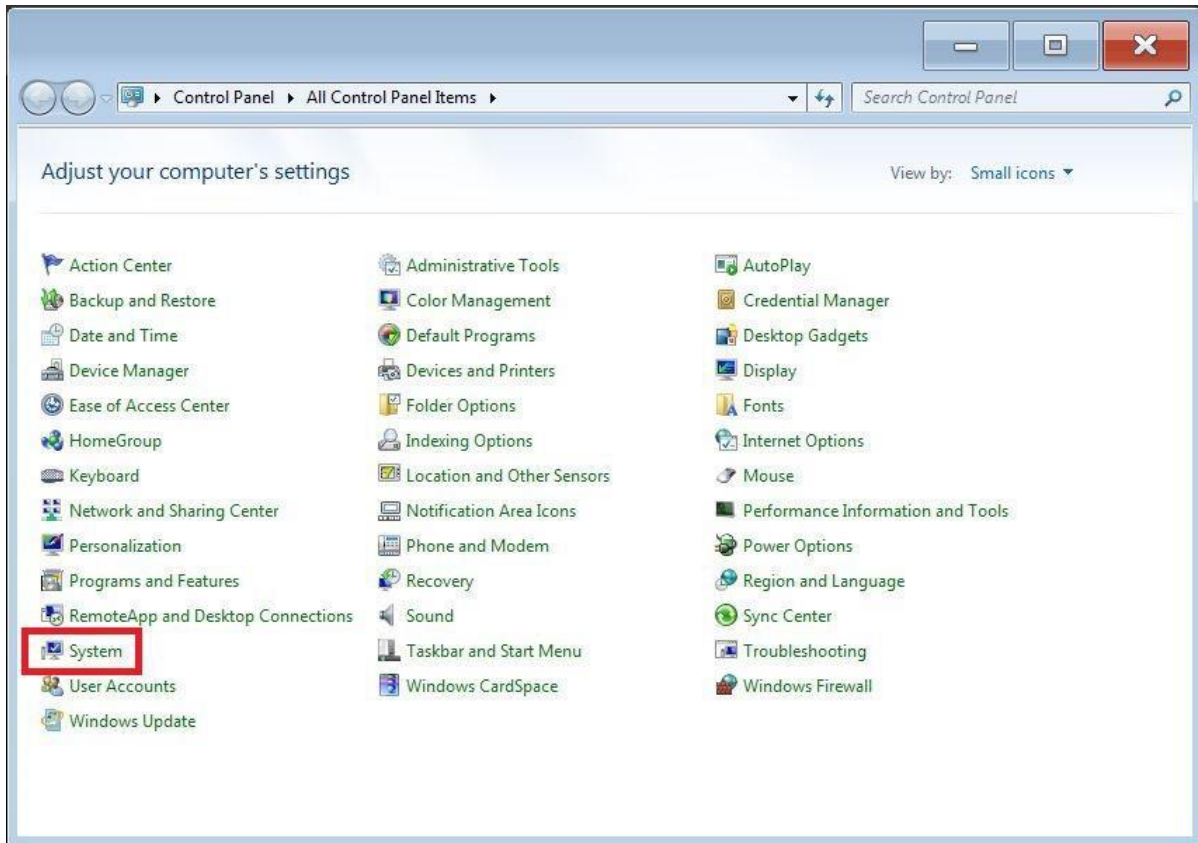 Control Panel ▸ All Control Panel Items ▸ Search Control Panel
Adjust your computer's settings View by: Small icons
Action Center Administrative Tools AutoPlay
Backup and Restore Color Management Credential Manager
Date and Time Default Programs Desktop Gadgets
Device Manager Devices and Printers Display
Ease of Access Center Folder Options Fonts
HomeGroup Indexing Options Internet Options
Keyboard Location and Other Sensors Mouse
Network and Sharing Center Notification Area Icons Performance Information and Tools
Personalization Phone and Modem Power Options
Programs and Features Recovery Region and Language
RemoteApp and Desktop Connections Sound Sync Center
System Taskbar and Start Menu Troubleshooting
User Accounts Windows CardSpace Windows Firewall
Windows Update